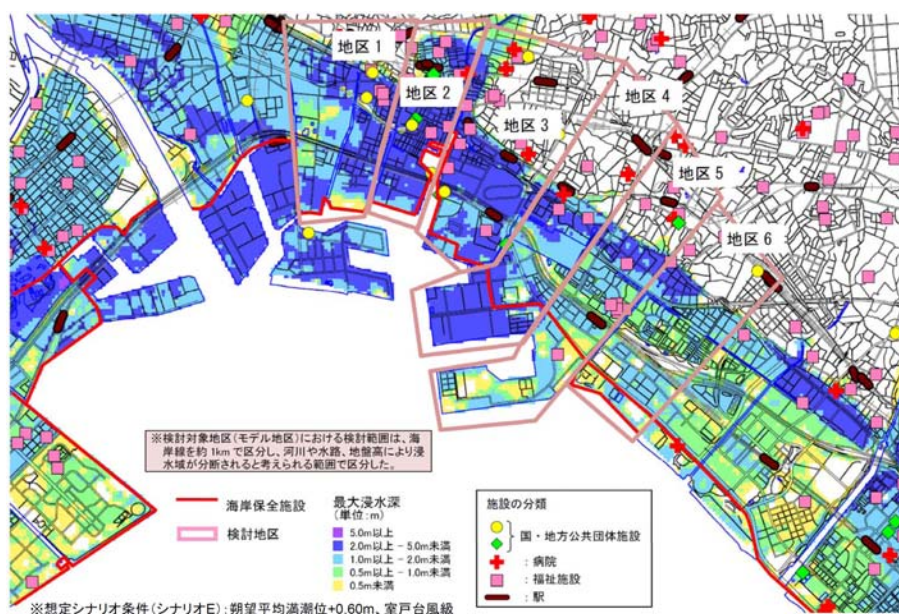 地区1
地区2
地区3
地区4
地区5
地区6
※検討対象地区(モデル地区)における検討範囲は、海
岸線を約1kmで区分し、河川や水路、地盤高により浸
水域が分断されると考えられる範囲で区分した。
海岸保全施設
検討地区
最大浸水深
(単位:m)
5.0m以上
2.0m以上 - 5.0m未満
1.0m以上 - 2.0m未満
0.5m以上 - 1.0m未満
0.5m未満
施設の分類
国・地方公共団体施設
:病院
:福祉施設
:駅
※想定シナリオ条件(シナリオE):朔望平均満潮位+0.60m、室戸台風級